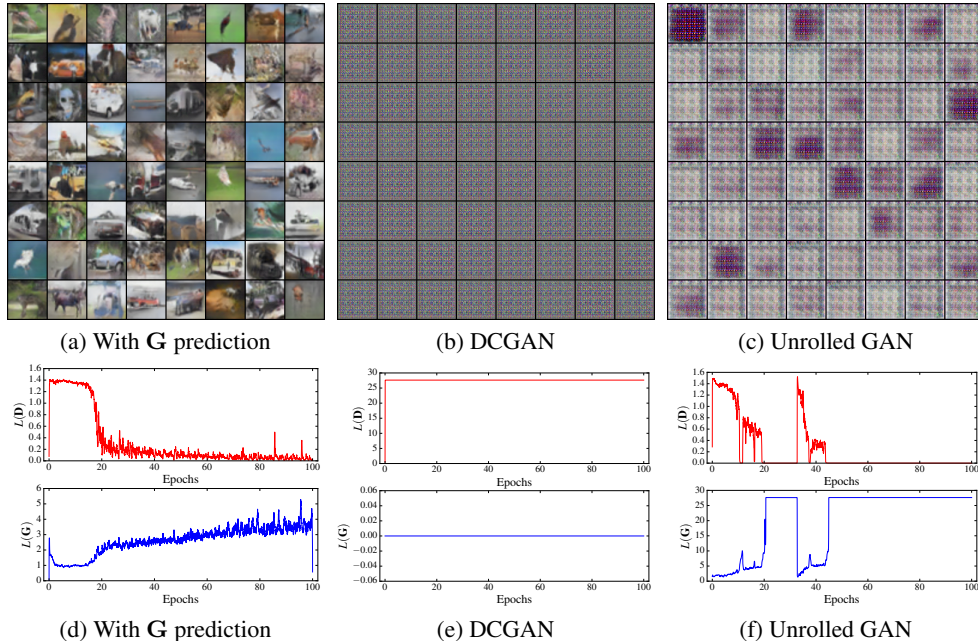 (a) With G prediction
(b) DCGAN
(c) Unrolled GAN
1.6
1.4
1.2
1.0
0.8
0.6
0.4
0.2
0.0
L(D)
0 20 40 60 80 100
Epochs
6
5
4
3
2
1
0
L(G)
0 20 40 60 80 100
Epochs
(d) With G prediction
30
25
20
15
10
5
0
L(D)
0 20 40 60 80 100
Epochs
0.06
0.04
0.02
0.00
−0.02
−0.04
−0.06
L(G)
0 20 40 60 80 100
Epochs
(e) DCGAN
1.6
1.4
1.2
1.0
0.8
0.6
0.4
0.2
0.0
L(D)
0 20 40 60 80 100
Epochs
30
25
20
15
10
5
0
L(G)
0 20 40 60 80 100
Epochs
(f) Unrolled GAN